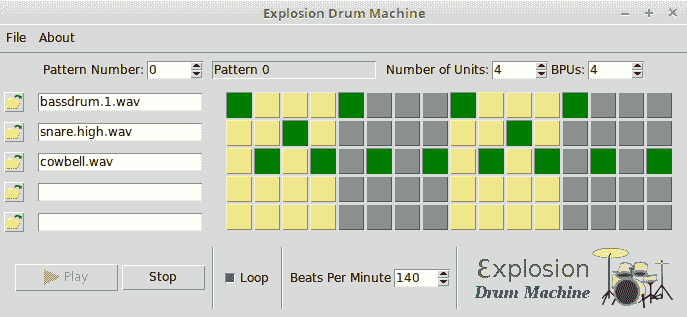 Explosion Drum Machine
File About
Pattern Number: 0 Pattern 0 Number of Units: 4 BPUs: 4
bassdrum.1.wav
snare.high.wav
cowbell.wav
Play Stop Loop Beats Per Minute 140
Explosion
Drum Machine